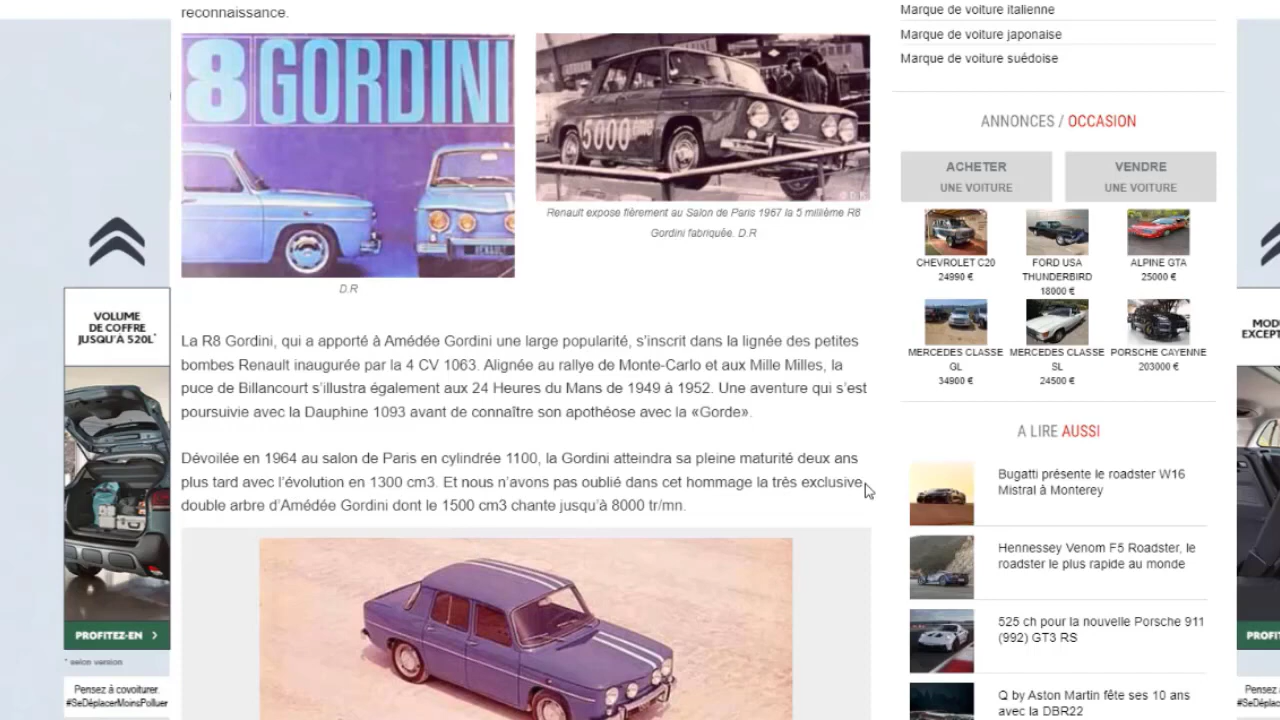 reconnaissance.
8 GORDINI
5000
D.R
Renault expose fièrement au Salon de Paris 1967 la 5 millième R8
Gordini fabriquée. D.R
La R8 Gordini, qui a apporté à Amédée Gordini une large popularité, s'inscrit dans la lignée des petites
bombes Renault inaugurée par la 4 CV 1063. Alignée au rallye de Monte-Carlo et aux Mille Milles, la
puce de Billancourt s'illustra également aux 24 Heures du Mans de 1949 à 1952. Une aventure qui s'est
poursuivie avec la Dauphine 1093 avant de connaître son apothéose avec la «Gorde».
Dévoilée en 1964 au salon de Paris en cylindrée 1100, la Gordini atteindra sa pleine maturité deux ans
plus tard avec l'évolution en 1300 cm3. Et nous n'avons pas oublié dans cet hommage la très exclusive
double arbre d'Amédée Gordini dont le 1500 cm3 chante jusqu'à 8000 tr/mn.
Marque de voiture italienne
Marque de voiture japonaise
Marque de voiture suédoise
ANNONCES / OCCASION
ACHETER
UNE VOITURE
VENDRE
UNE VOITURE
CHEVROLET C20
24990 €
FORD USA
THUNDERBIRD
18000 €
ALPINE GTA
25000 €
MERCEDES CLASSE
GL
34900 €
MERCEDES CLASSE
SL
24500 €
PORSCHE CAYENNE
203000 €
A LIRE AUSSI
Bugatti présente le roadster W16
Mistral à Monterey
Hennessey Venom F5 Roadster, le
roadster le plus rapide au monde
525 ch pour la nouvelle Porsche 911
(992) GT3 RS
Q by Aston Martin fête ses 10 ans
avec la DBR22
VOLUME
DE COFFRE
JUSQU'À 520L*
PROFITEZ-EN >
* selon version
Pensez à covoiturer.
#SeDéplacerMoinsPolluer
MOD
EXCEPT
PROFIT
Pensez à
#SeDépla